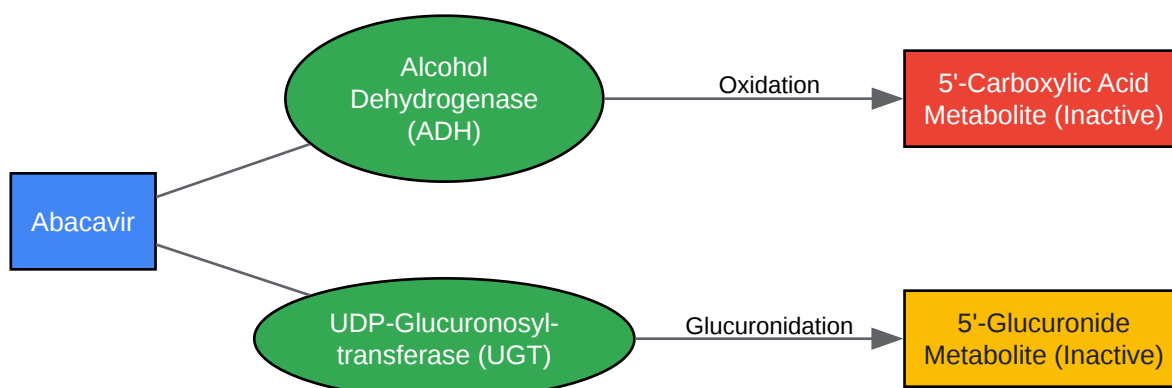 Alcohol
Dehydrogenase
(ADH)
Oxidation
5'-Carboxylic Acid
Metabolite (Inactive)
Abacavir
UDP-Glucuronosyl-
transferase (UGT)
Glucuronidation
5'-Glucuronide
Metabolite (Inactive)